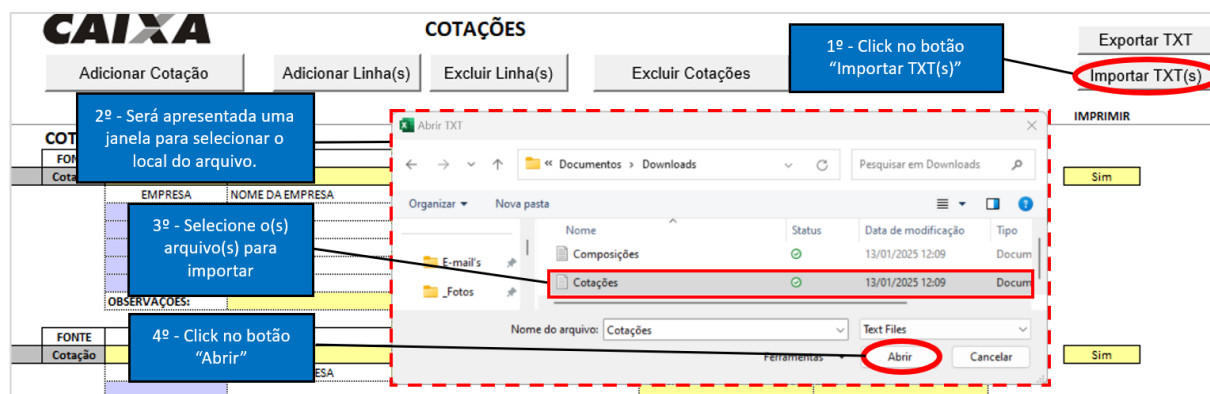 CAIXA
COTAÇÕES
Exportar TXT
Adicionar Cotação
Adicionar Linha(s)
Excluir Linha(s)
Excluir Cotações
Importar TXT(s)
1º - Click no botão
“Importar TXT(s)”
IMPRIMIR
2º - Será apresentada uma
janela para selecionar o
local do arquivo.
Abrir TXT
« Documentos > Downloads
Pesquisar em Downloads
Sim
EMPRESA
NOME DA EMPRESA
Organizar
Nova pasta
3º - Selecione o(s)
arquivo(s) para
importar
Nome
Status
Data de modificação
Tipo
E-mail's
Composições
13/01/2025 12:09
Docum
_Fotos
Cotações
13/01/2025 12:09
Docum
OBSERVAÇÕES:
4º - Click no botão
“Abrir”
Nome do arquivo:
Cotações
Text Files
Ferramentas
Abrir
Cancelar
FONTE
Cotação
Sim